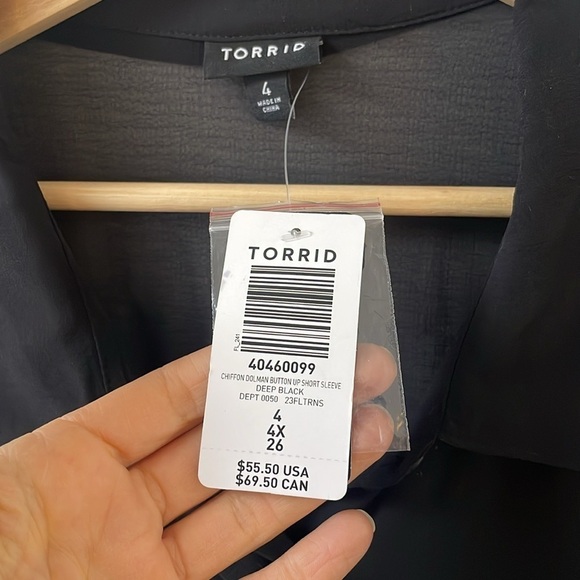 TORRID
4
MADE IN
CHINA
TORRID
FL_241
40460099
CHIFFON DOLMAN BUTTON UP SHORT SLEEVE
DEEP BLACK
DEPT 0050 23FLTRNS
4
4X
26
$55.50 USA
$69.50 CAN